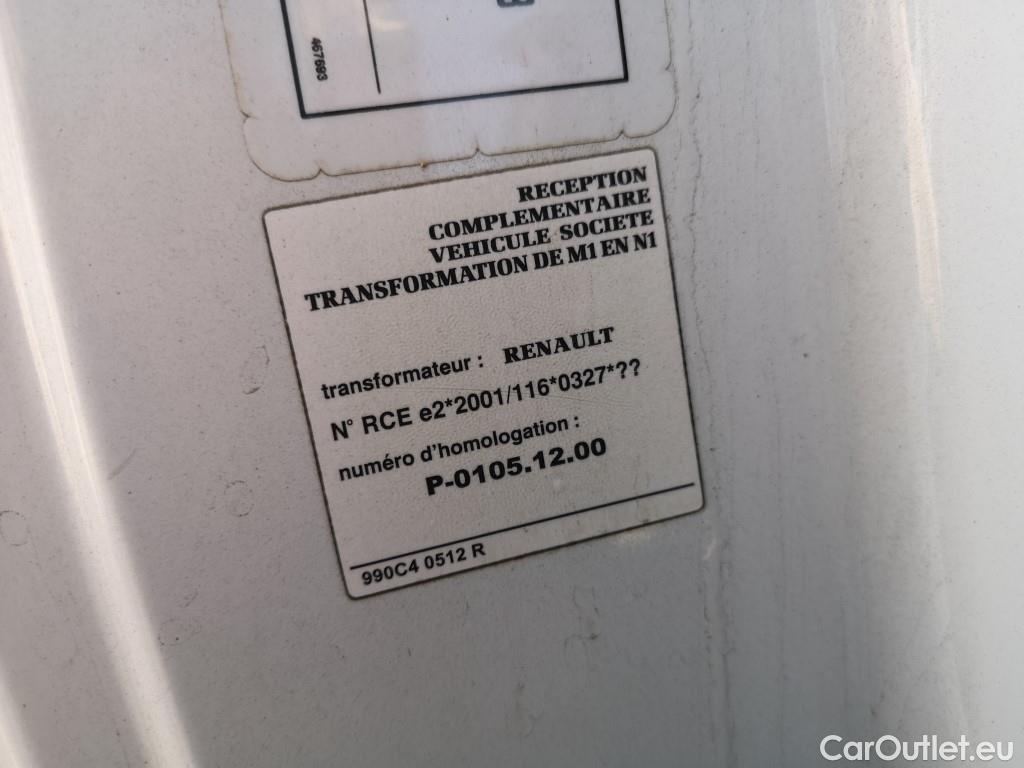 467693
RECEPTION
COMPLEMENTAIRE
VEHICULE SOCIETE
TRANSFORMATION DE M1 EN N1
transformateur : RENAULT
N° RCE e2*2001/116*0327*??
numéro d'homologation :
P-0105.12.00
990C4 0512 R
CarOutlet.eu